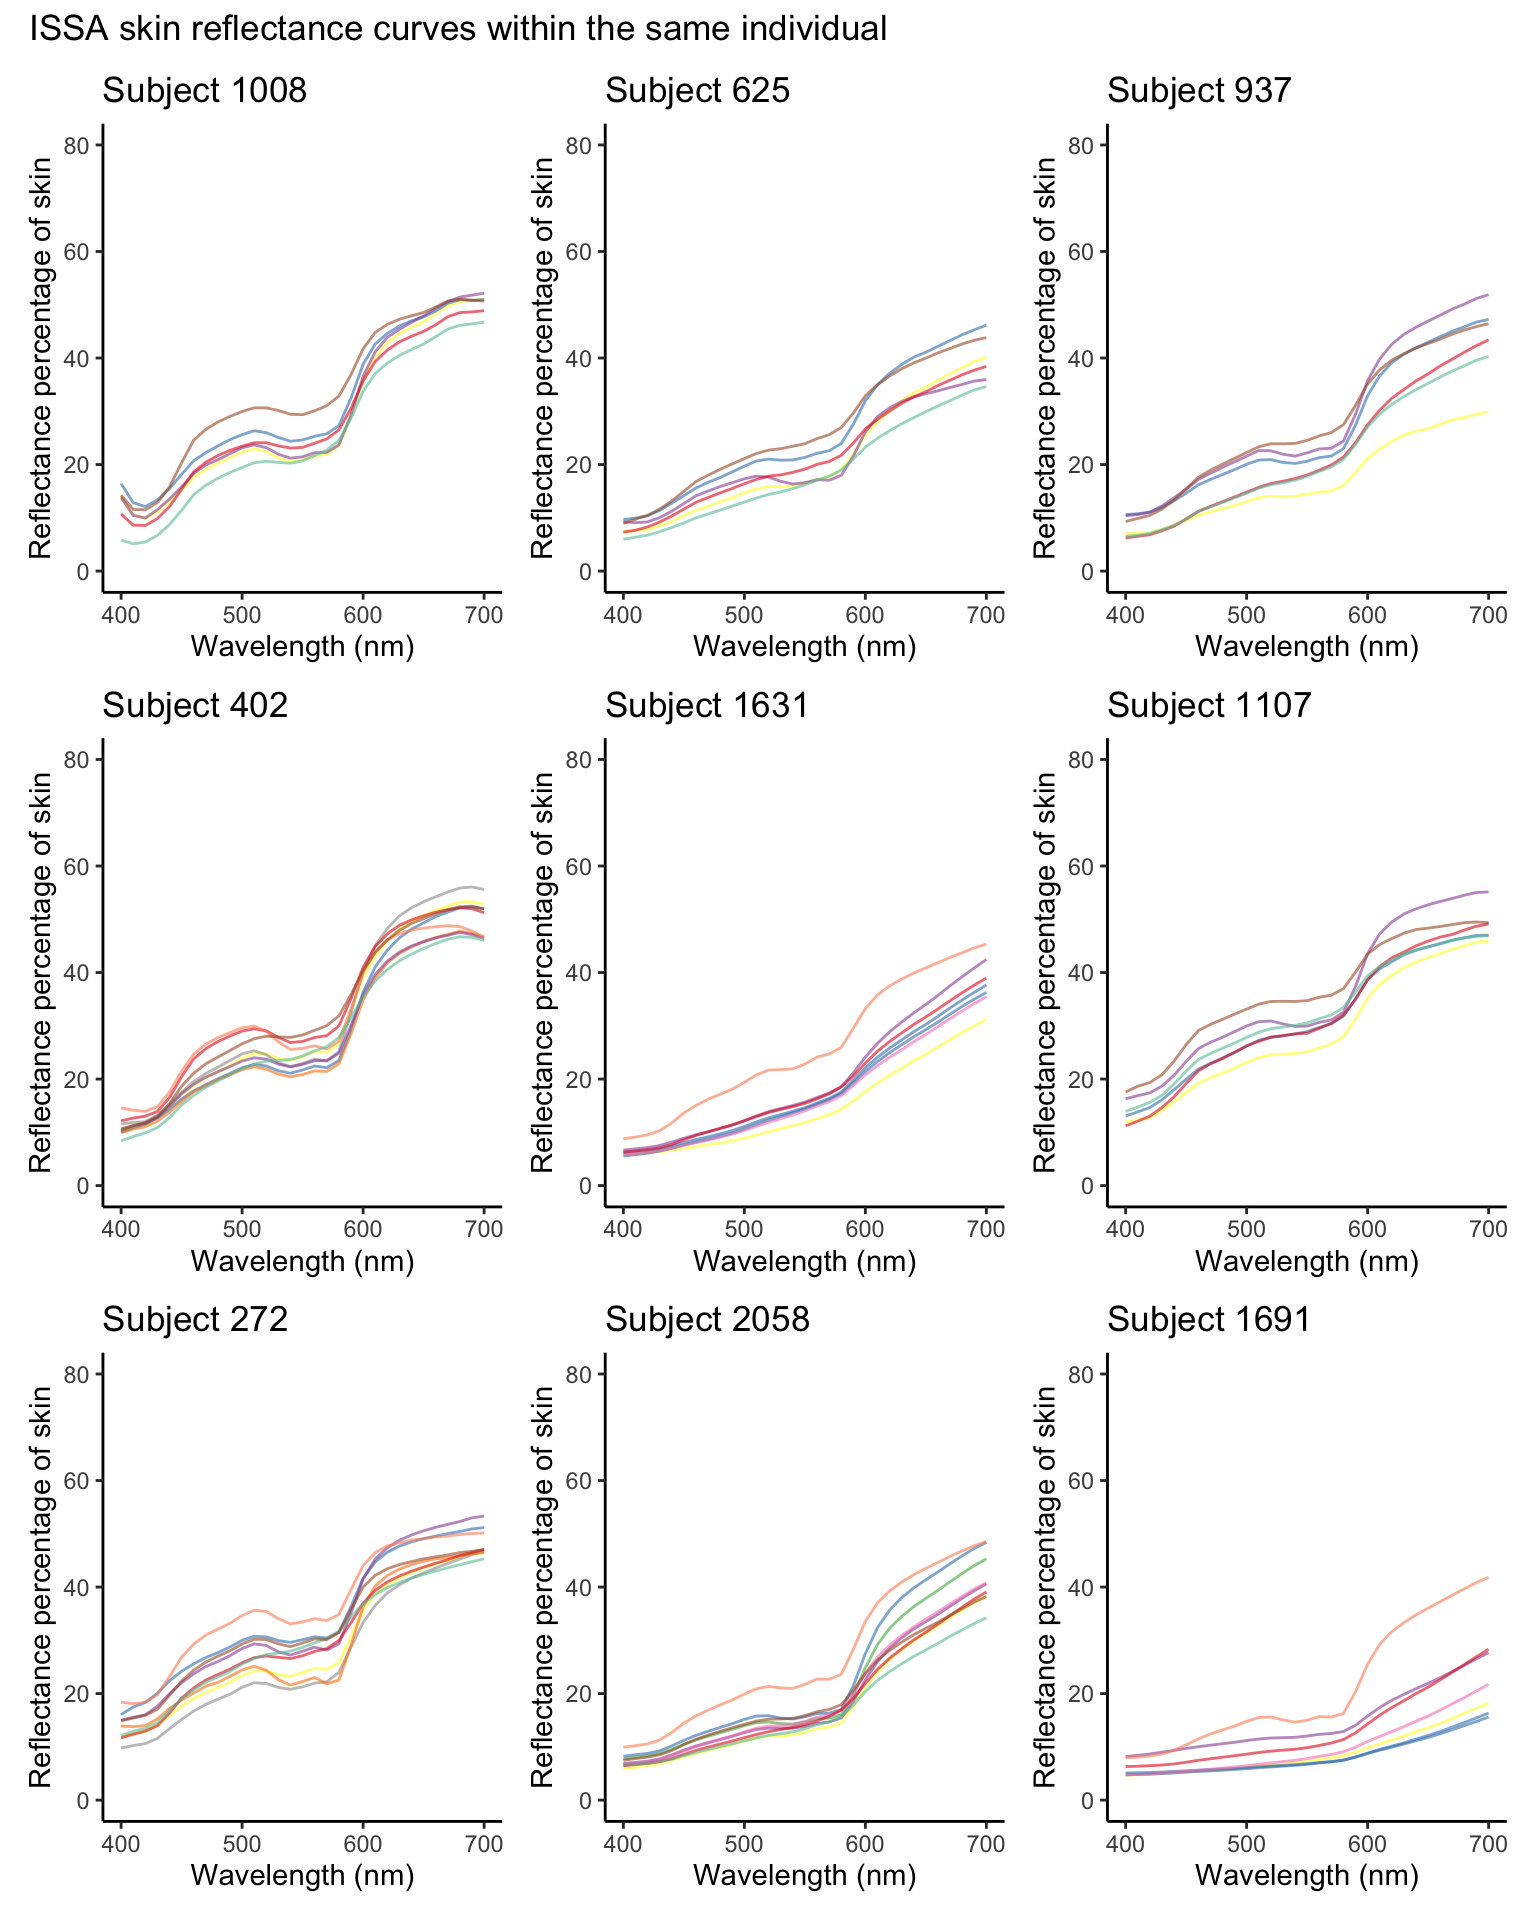 ISSA skin reflectance curves within the same individual
Subject 1008
Subject 625
Subject 937
Reflectance percentage of skin
80
60
40
20
0
400 500 600 700
Wavelength (nm)
Reflectance percentage of skin
80
60
40
20
0
400 500 600 700
Wavelength (nm)
Reflectance percentage of skin
80
60
40
20
0
400 500 600 700
Wavelength (nm)
Subject 402
Subject 1631
Subject 1107
Reflectance percentage of skin
80
60
40
20
0
400 500 600 700
Wavelength (nm)
Reflectance percentage of skin
80
60
40
20
0
400 500 600 700
Wavelength (nm)
Reflectance percentage of skin
80
60
40
20
0
400 500 600 700
Wavelength (nm)
Subject 272
Subject 2058
Subject 1691
Reflectance percentage of skin
80
60
40
20
0
400 500 600 700
Wavelength (nm)
Reflectance percentage of skin
80
60
40
20
0
400 500 600 700
Wavelength (nm)
Reflectance percentage of skin
80
60
40
20
0
400 500 600 700
Wavelength (nm)